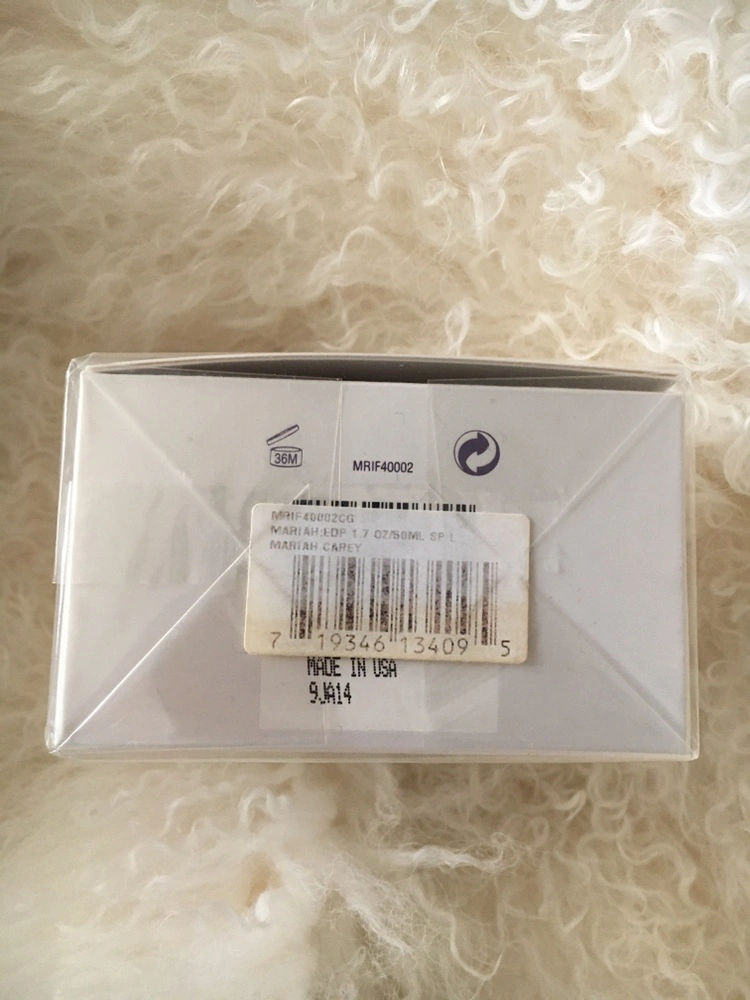 36M
MRIF40002
MRIF40002CG
MARIAH:EDP 1.7 OZ/50ML SP L
MARIAH CAREY
7 19346 13409 5
MADE IN USA
9JA14